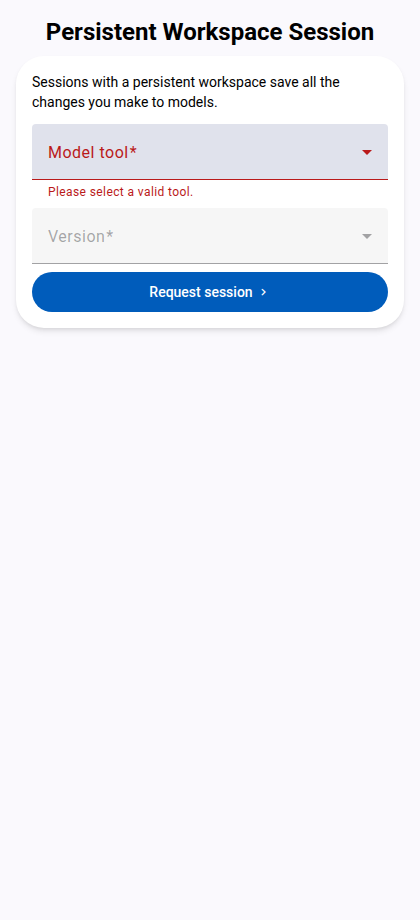 Persistent Workspace Session
Sessions with a persistent workspace save all the
changes you make to models.
Model tool*
Please select a valid tool.
Version*
Request session